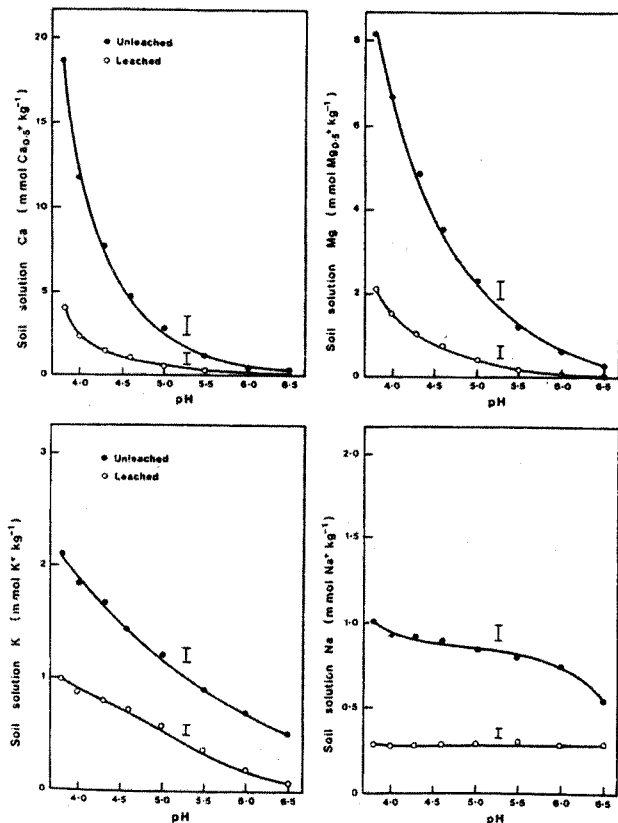 Soil solution Ca (m mol Ca₀.₅⁺ kg⁻¹)
20
15
10
5
0
● Unleached
○ Leached
4·0 4·5 5·0 5·5 6·0 6·5
pH
Soil solution Mg (m mol Mg₀.₅⁺ kg⁻¹)
8
6
4
2
0
4·0 4·5 5·0 5·5 6·0 6·5
pH
Soil solution K (m mol K⁺ kg⁻¹)
3
2
1
0
● Unleached
○ Leached
4·0 4·5 5·0 5·5 6·0 6·5
pH
Soil solution Na (m mol Na⁺ kg⁻¹)
2·0
1·5
1·0
0·5
0
4·0 4·5 5·0 5·5 6·0 6·5
pH